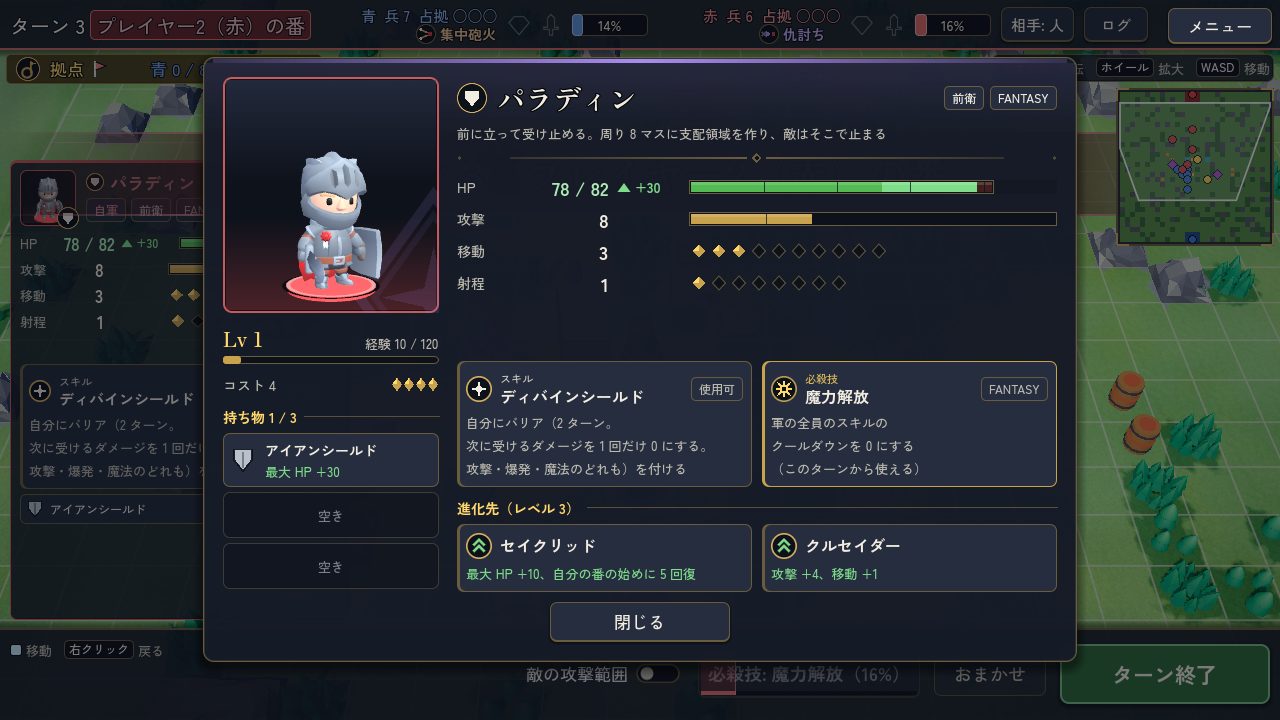 ターン 3 プレイヤー2（赤）の番
青 兵 7 占拠 〇〇〇
集中砲火
14%
赤 兵 6 占拠 〇〇〇
仇討ち
16%
相手: 人
ログ
メニュー
拠点
青 0 /
ホイール 拡大
WASD 移動
パラディン
自軍 前衛
HP 78 / 82 ▲ +30
攻撃 8
移動 3
射程 1
スキル
ディバインシールド
自分にバリア（2 ターン。
次に受けるダメージを 1 回だ
攻撃・爆発・魔法のどれも）
アイアンシールド
パラディン
前衛
FANTASY
前に立って受け止める。周り 8 マスに支配領域を作り、敵はそこで止まる
HP 78 / 82 ▲ +30
攻撃 8
移動 3
射程 1
Lv 1
経験 10 / 120
コスト 4
持ち物 1 / 3
アイアンシールド
最大 HP +30
空き
空き
スキル
ディバインシールド
使用可
自分にバリア（2 ターン。
次に受けるダメージを 1 回だけ 0 にする。
攻撃・爆発・魔法のどれも）を付ける
必殺技
魔力解放
FANTASY
軍の全員のスキルの
クールダウンを 0 にする
（このターンから使える）
進化先（レベル 3）
セイクリッド
最大 HP +10、自分の番の始めに 5 回復
クルセイダー
攻撃 +4、移動 +1
閉じる
移動
右クリック 戻る
敵の攻撃範囲
必殺技: 魔力解放（16%）
おまかせ
ターン終了